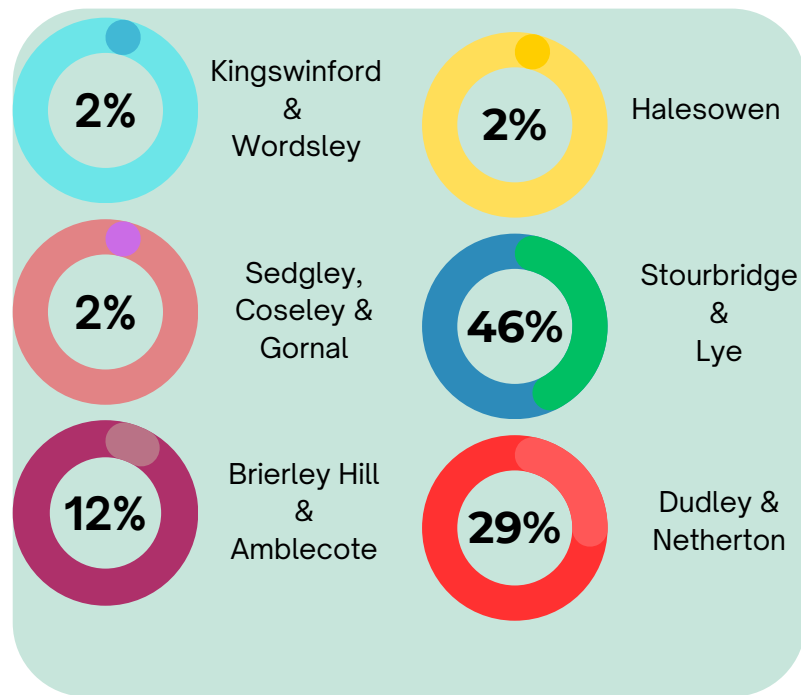 2%
Kingswinford
&
Wordsley
2%
Halesowen
2%
Sedgley,
Coseley &
Gornal
46%
Stourbridge
&
Lye
12%
Brierley Hill
&
Amblecote
29%
Dudley &
Netherton